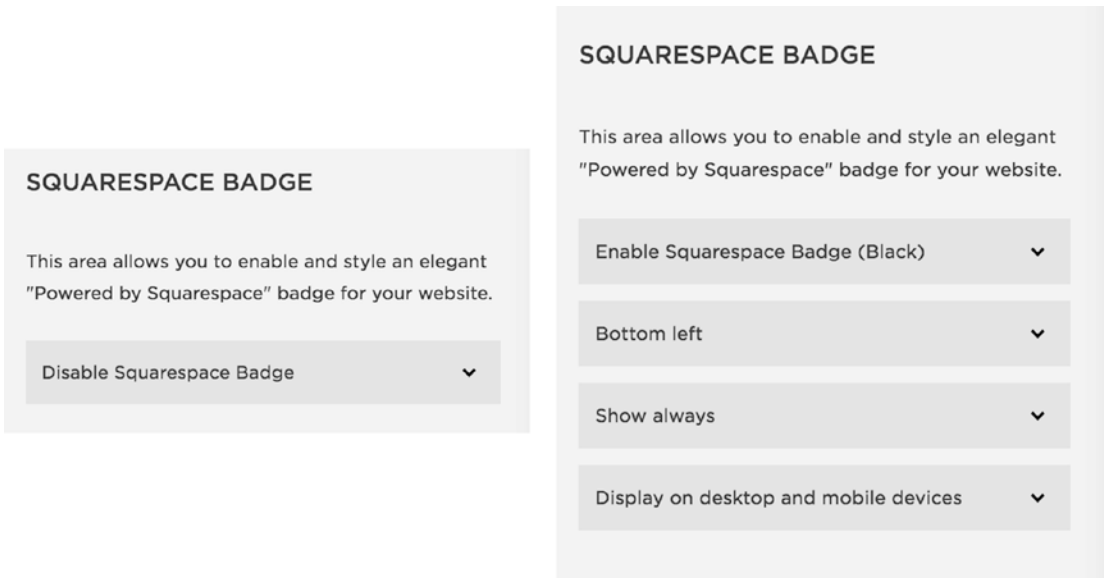 SQUARESPACE BADGE
This area allows you to enable and style an elegant
"Powered by Squarespace" badge for your website.
Disable Squarespace Badge
SQUARESPACE BADGE
This area allows you to enable and style an elegant
"Powered by Squarespace" badge for your website.
Enable Squarespace Badge (Black)
Bottom left
Show always
Display on desktop and mobile devices